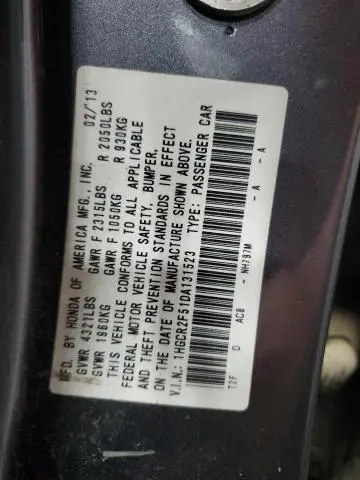 MFD. BY HONDA OF AMERICA MFG., INC. 02/'13
GVWR 4321LBS GAWR F 2315LBS R 2050LBS
GVWR 1960KG GAWR F 1050KG R 930KG
THIS VEHICLE CONFORMS TO ALL APPLICABLE
FEDERAL MOTOR VEHICLE SAFETY, BUMPER,
AND THEFT PREVENTION STANDARDS IN EFFECT
ON THE DATE OF MANUFACTURE SHOWN ABOVE.
V.I.N.: 1HGCR2F51DA131523 TYPE: PASSENGER CAR
T2F D AC8 - NH797M - A - A